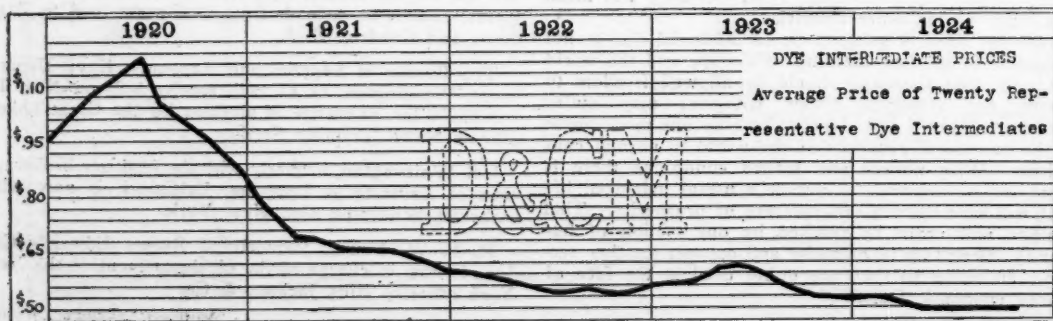 1920 1921 1922 1923 1924
DYE INTERMEDIATE PRICES
Average Price of Twenty Rep-
resentative Dye Intermediates
$1.10
$.95
$.80
$.65
$.50
D&CM